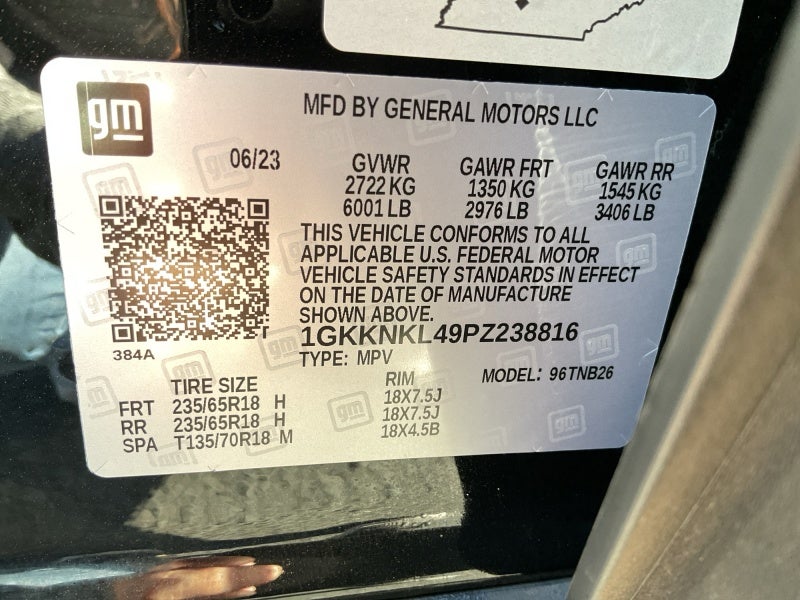 gm
MFD BY GENERAL MOTORS LLC
06/23 GVWR GAWR FRT GAWR RR
2722 KG 1350 KG 1545 KG
6001 LB 2976 LB 3406 LB
THIS VEHICLE CONFORMS TO ALL
APPLICABLE U.S. FEDERAL MOTOR
VEHICLE SAFETY STANDARDS IN EFFECT
ON THE DATE OF MANUFACTURE
SHOWN ABOVE.
1GKKNKL49PZ238816
384A TYPE: MPV MODEL: 96TNB26
TIRE SIZE RIM
FRT 235/65R18 H 18X7.5J
RR 235/65R18 H 18X7.5J
SPA T135/70R18 M 18X4.5B